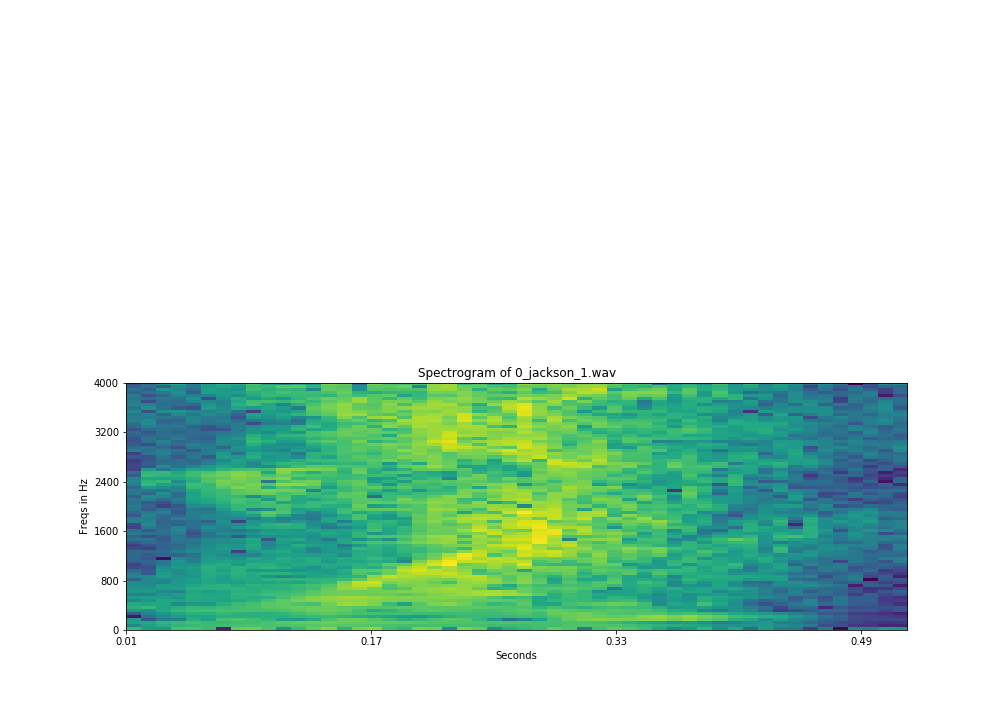 Spectrogram of 0_jackson_1.wav
4000
3200
2400
1600
800
0
Freqs in Hz
0.01 0.17 0.33 0.49
Seconds